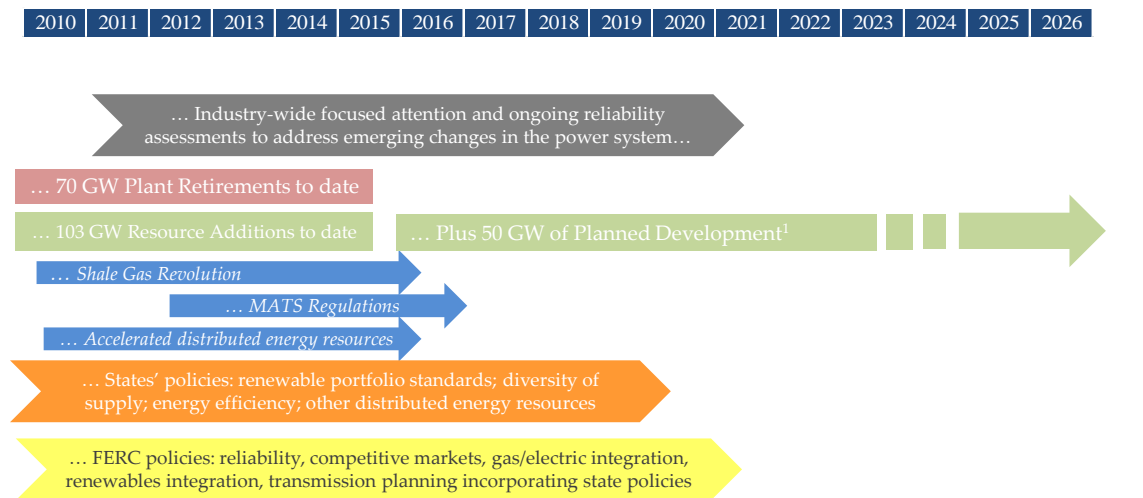 2010 2011 2012 2013 2014 2015 2016 2017 2018 2019 2020 2022 2023 2024 2025 2026
… Industry-wide focused attention and ongoing reliability
assessments to address emerging changes in the power system…
… 70 GW Plant Retirements to date
… 103 GW Resource Additions to date
… Plus 50 GW of Planned Development¹
… Shale Gas Revolution
… MATS Regulations
… Accelerated distributed energy resources
… States’ policies: renewable portfolio standards; diversity of
supply; energy efficiency; other distributed energy resources
… FERC policies: reliability, competitive markets, gas/electric integration,
renewables integration, transmission planning incorporating state policies